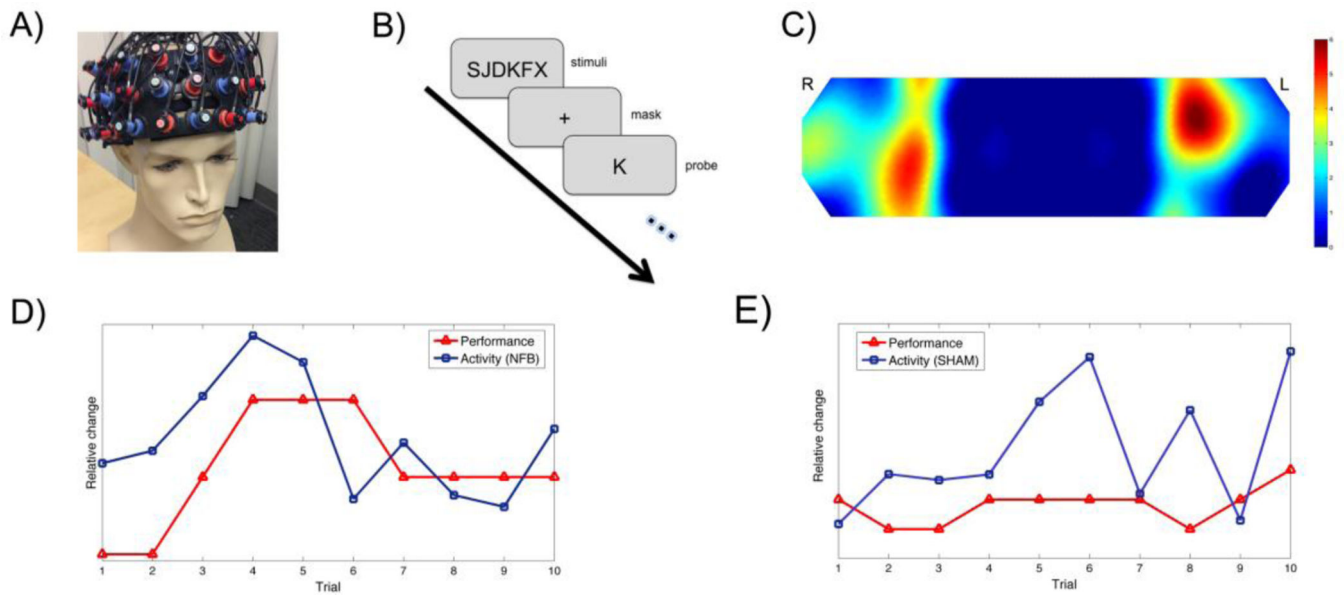 A)
B)
SJDKFX
stimuli
+
mask
K
probe
C)
R
L
6
5
4
3
2
1
0
D)
Performance
Activity (NFB)
Relative change
1 2 3 4 5 6 7 8 9 10
Trial
E)
Performance
Activity (SHAM)
Relative change
1 2 3 4 5 6 7 8 9 10
Trial